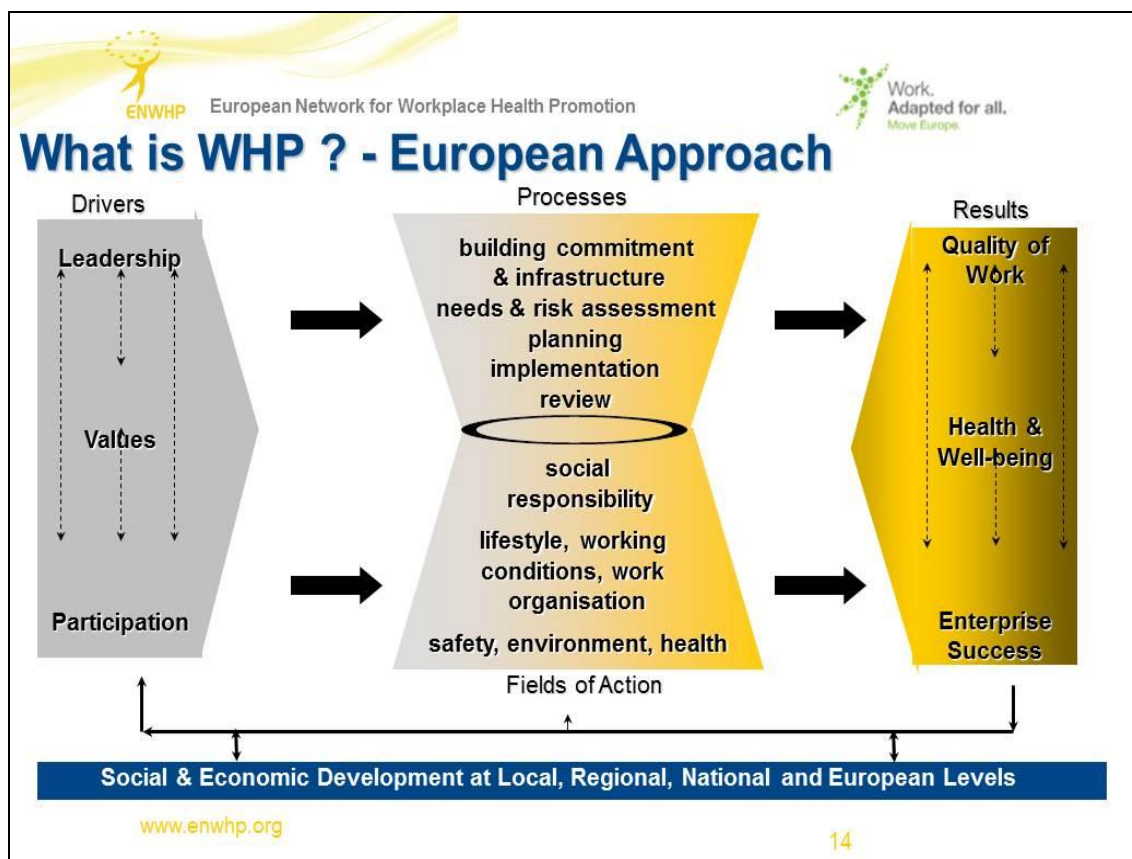 ENWHP
European Network for Workplace Health Promotion
Work.
Adapted for all.
Move Europe.
What is WHP ? - European Approach
Drivers
Leadership
Values
Participation
Processes
building commitment
& infrastructure
needs & risk assessment
planning
implementation
review
social
responsibility
lifestyle, working
conditions, work
organisation
safety, environment, health
Fields of Action
Results
Quality of
Work
Health &
Well-being
Enterprise
Success
Social & Economic Development at Local, Regional, National and European Levels
www.enwhp.org
14